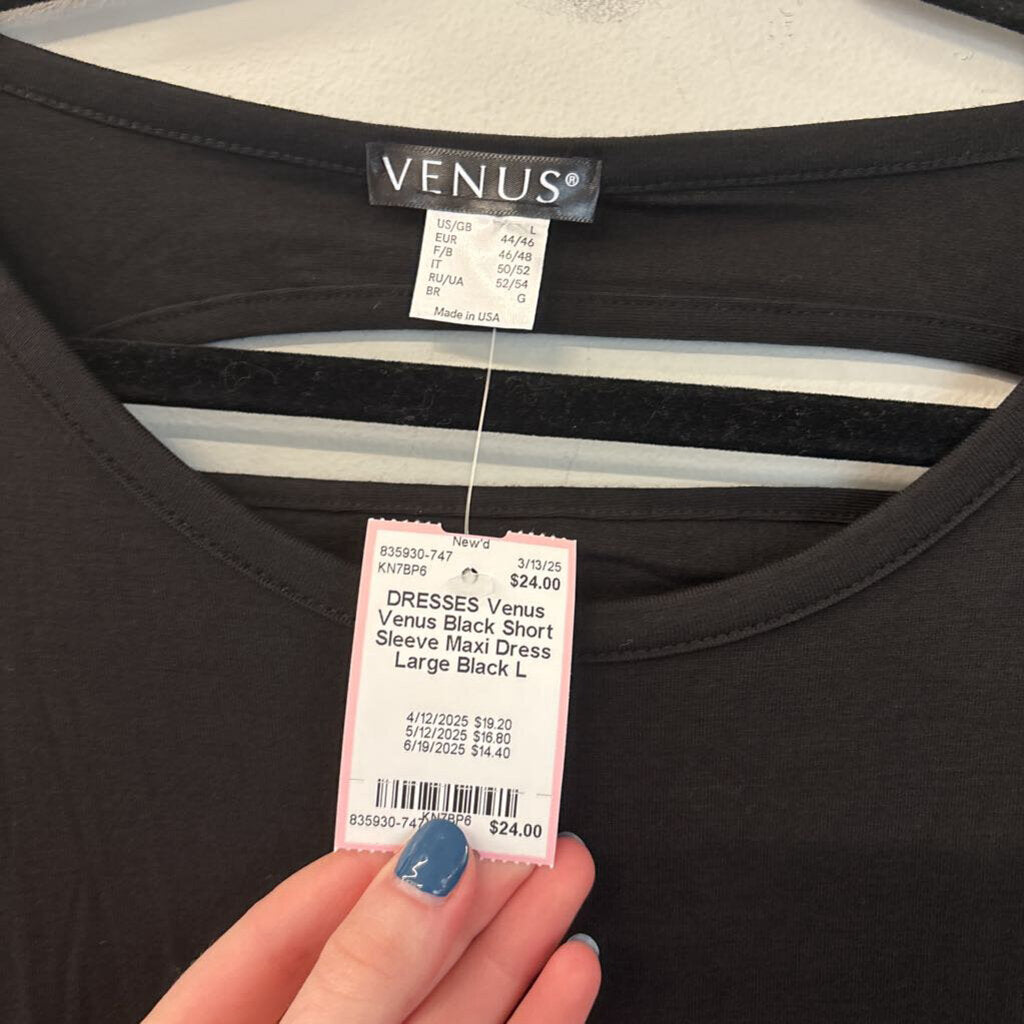 VENUS®
US/GB L
EUR 44/46
F/B 46/48
IT 50/52
RU/UA 52/54
BR G
Made in USA
New'd
835930-747 3/13/25
KN7BP6 $24.00
DRESSES Venus
Venus Black Short
Sleeve Maxi Dress
Large Black L
4/12/2025 $19.20
5/12/2025 $16.80
6/19/2025 $14.40
KN7BP6
835930-747 $24.00